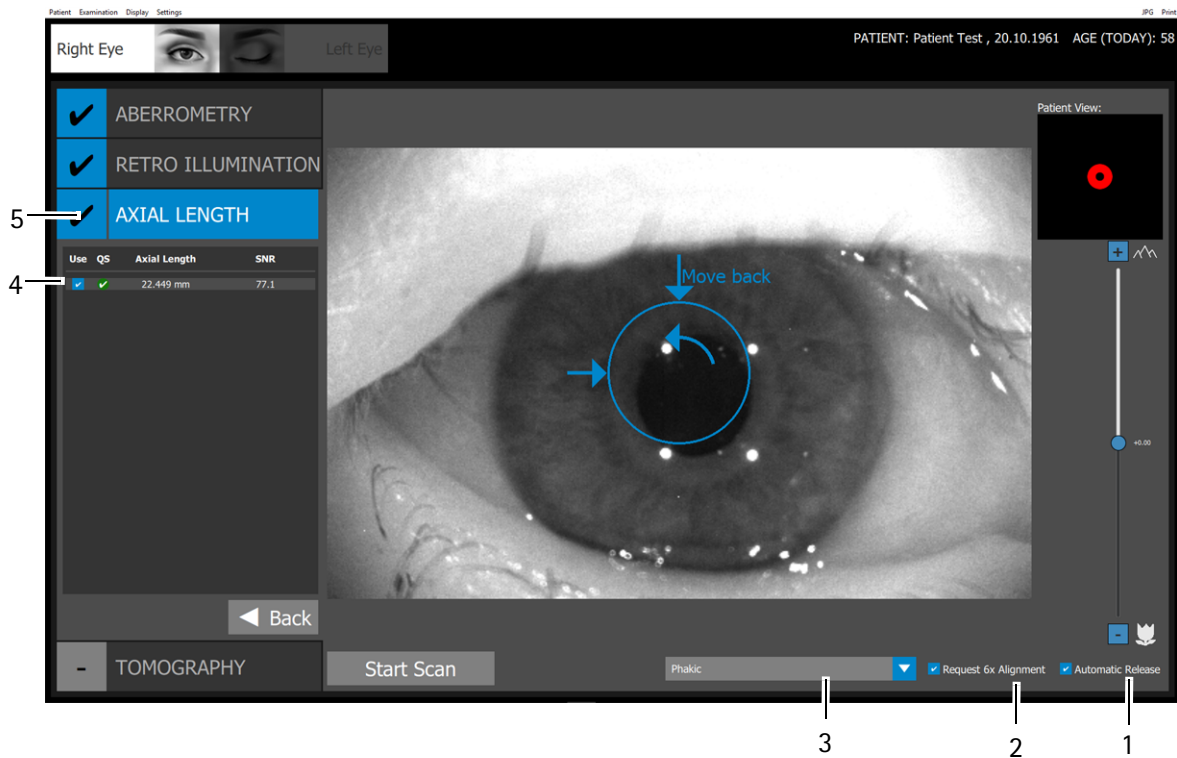 Patient Examination Display Settings JPG Print
Right Eye Left Eye PATIENT: Patient Test , 20.10.1961 AGE (TODAY): 58
ABERROMETRY
RETRO ILLUMINATION
AXIAL LENGTH
Use QS Axial Length SNR
22.449 mm 77.1
Back
- TOMOGRAPHY
Move back
Patient View:
+
+0.00
-
Start Scan Phakic Request 6x Alignment Automatic Release
5
4
3 2 1